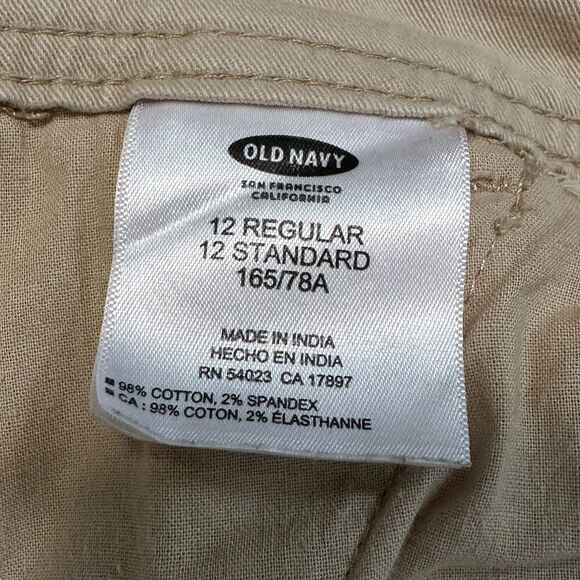 OLD NAVY
SAN FRANCISCO
CALIFORNIA
12 REGULAR
12 STANDARD
165/78A
MADE IN INDIA
HECHO EN INDIA
RN 54023 CA 17897
98% COTTON, 2% SPANDEX
CA : 98% COTON, 2% ÉLASTHANNE